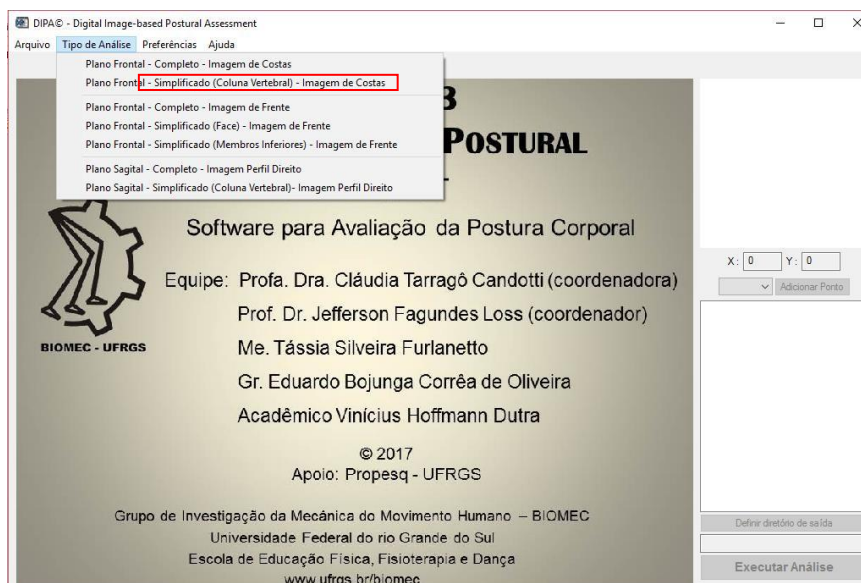 DIPA© - Digital Image-based Postural Assessment
Arquivo Tipo de Análise Preferências Ajuda
Plano Frontal - Completo - Imagem de Costas
Plano Frontal - Simplificado (Coluna Vertebral) - Imagem de Costas
Plano Frontal - Completo - Imagem de Frente
Plano Frontal - Simplificado (Face) - Imagem de Frente
Plano Frontal - Simplificado (Membros Inferiores) - Imagem de Frente
Plano Sagital - Completo - Imagem Perfil Direito
Plano Sagital - Simplificado (Coluna Vertebral)- Imagem Perfil Direito
3
POSTURAL
Software para Avaliação da Postura Corporal
Equipe: Profa. Dra. Cláudia Tarragô Candotti (coordenadora)
Prof. Dr. Jefferson Fagundes Loss (coordenador)
Me. Tássia Silveira Furlanetto
Gr. Eduardo Bojunga Corrêa de Oliveira
Acadêmico Vinícius Hoffmann Dutra
BIOMEC - UFRGS
© 2017
Apoio: Propesq - UFRGS
Grupo de Investigação da Mecânica do Movimento Humano – BIOMEC
Universidade Federal do rio Grande do Sul
Escola de Educação Física, Fisioterapia e Dança
www.ufrgs.br/biomec
X: 0 Y: 0
Adicionar Ponto
Definir diretório de saída
Executar Análise